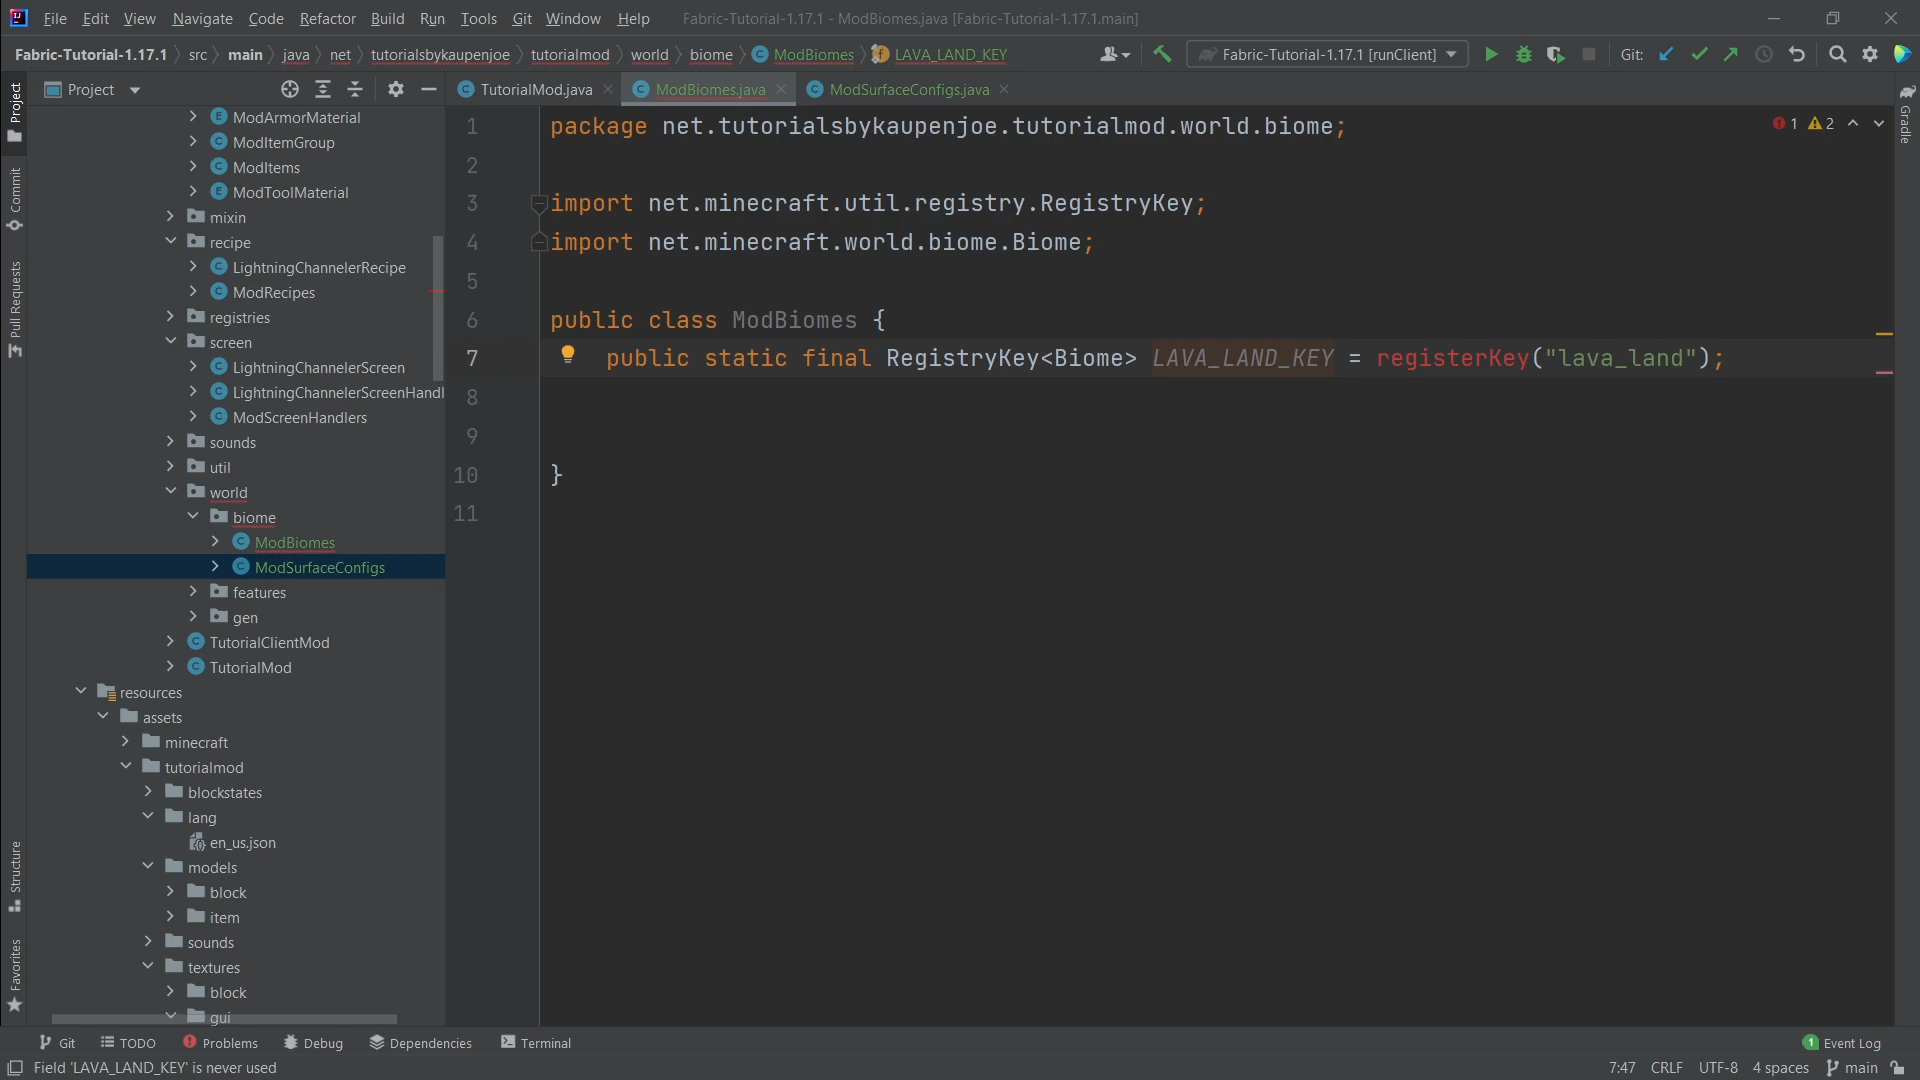 File Edit View Navigate Code Refactor Build Run Tools Git Window Help Fabric-Tutorial-1.17.1 - ModBiomes.java [Fabric-Tutorial-1.17.1.main]
Fabric-Tutorial-1.17.1 src main java net tutorialsbykaupenjoe tutorialmod world biome ModBiomes LAVA_LAND_KEY Fabric-Tutorial-1.17.1 [runClient] Git:
Project TutorialMod.java ModBiomes.java ModSurfaceConfigs.java
Project
Commit
Pull Requests
Structure
Favorites
ModArmorMaterial
ModItemGroup
ModItems
ModToolMaterial
mixin
recipe
LightningChannelerRecipe
ModRecipes
registries
screen
LightningChannelerScreen
LightningChannelerScreenHandl
ModScreenHandlers
sounds
util
world
biome
ModBiomes
ModSurfaceConfigs
features
gen
TutorialClientMod
TutorialMod
resources
assets
minecraft
tutorialmod
blockstates
lang
en_us.json
models
block
item
sounds
textures
block
gui
1 package net.tutorialsbykaupenjoe.tutorialmod.world.biome;
2
3 import net.minecraft.util.registry.RegistryKey;
4 import net.minecraft.world.biome.Biome;
5
6 public class ModBiomes {
7 public static final RegistryKey<Biome> LAVA_LAND_KEY = registerKey("lava_land");
8
9
10 }
11
1 2
Gradle
Git TODO Problems Debug Dependencies Terminal 1 Event Log
Field 'LAVA_LAND_KEY' is never used 7:47 CRLF UTF-8 4 spaces main